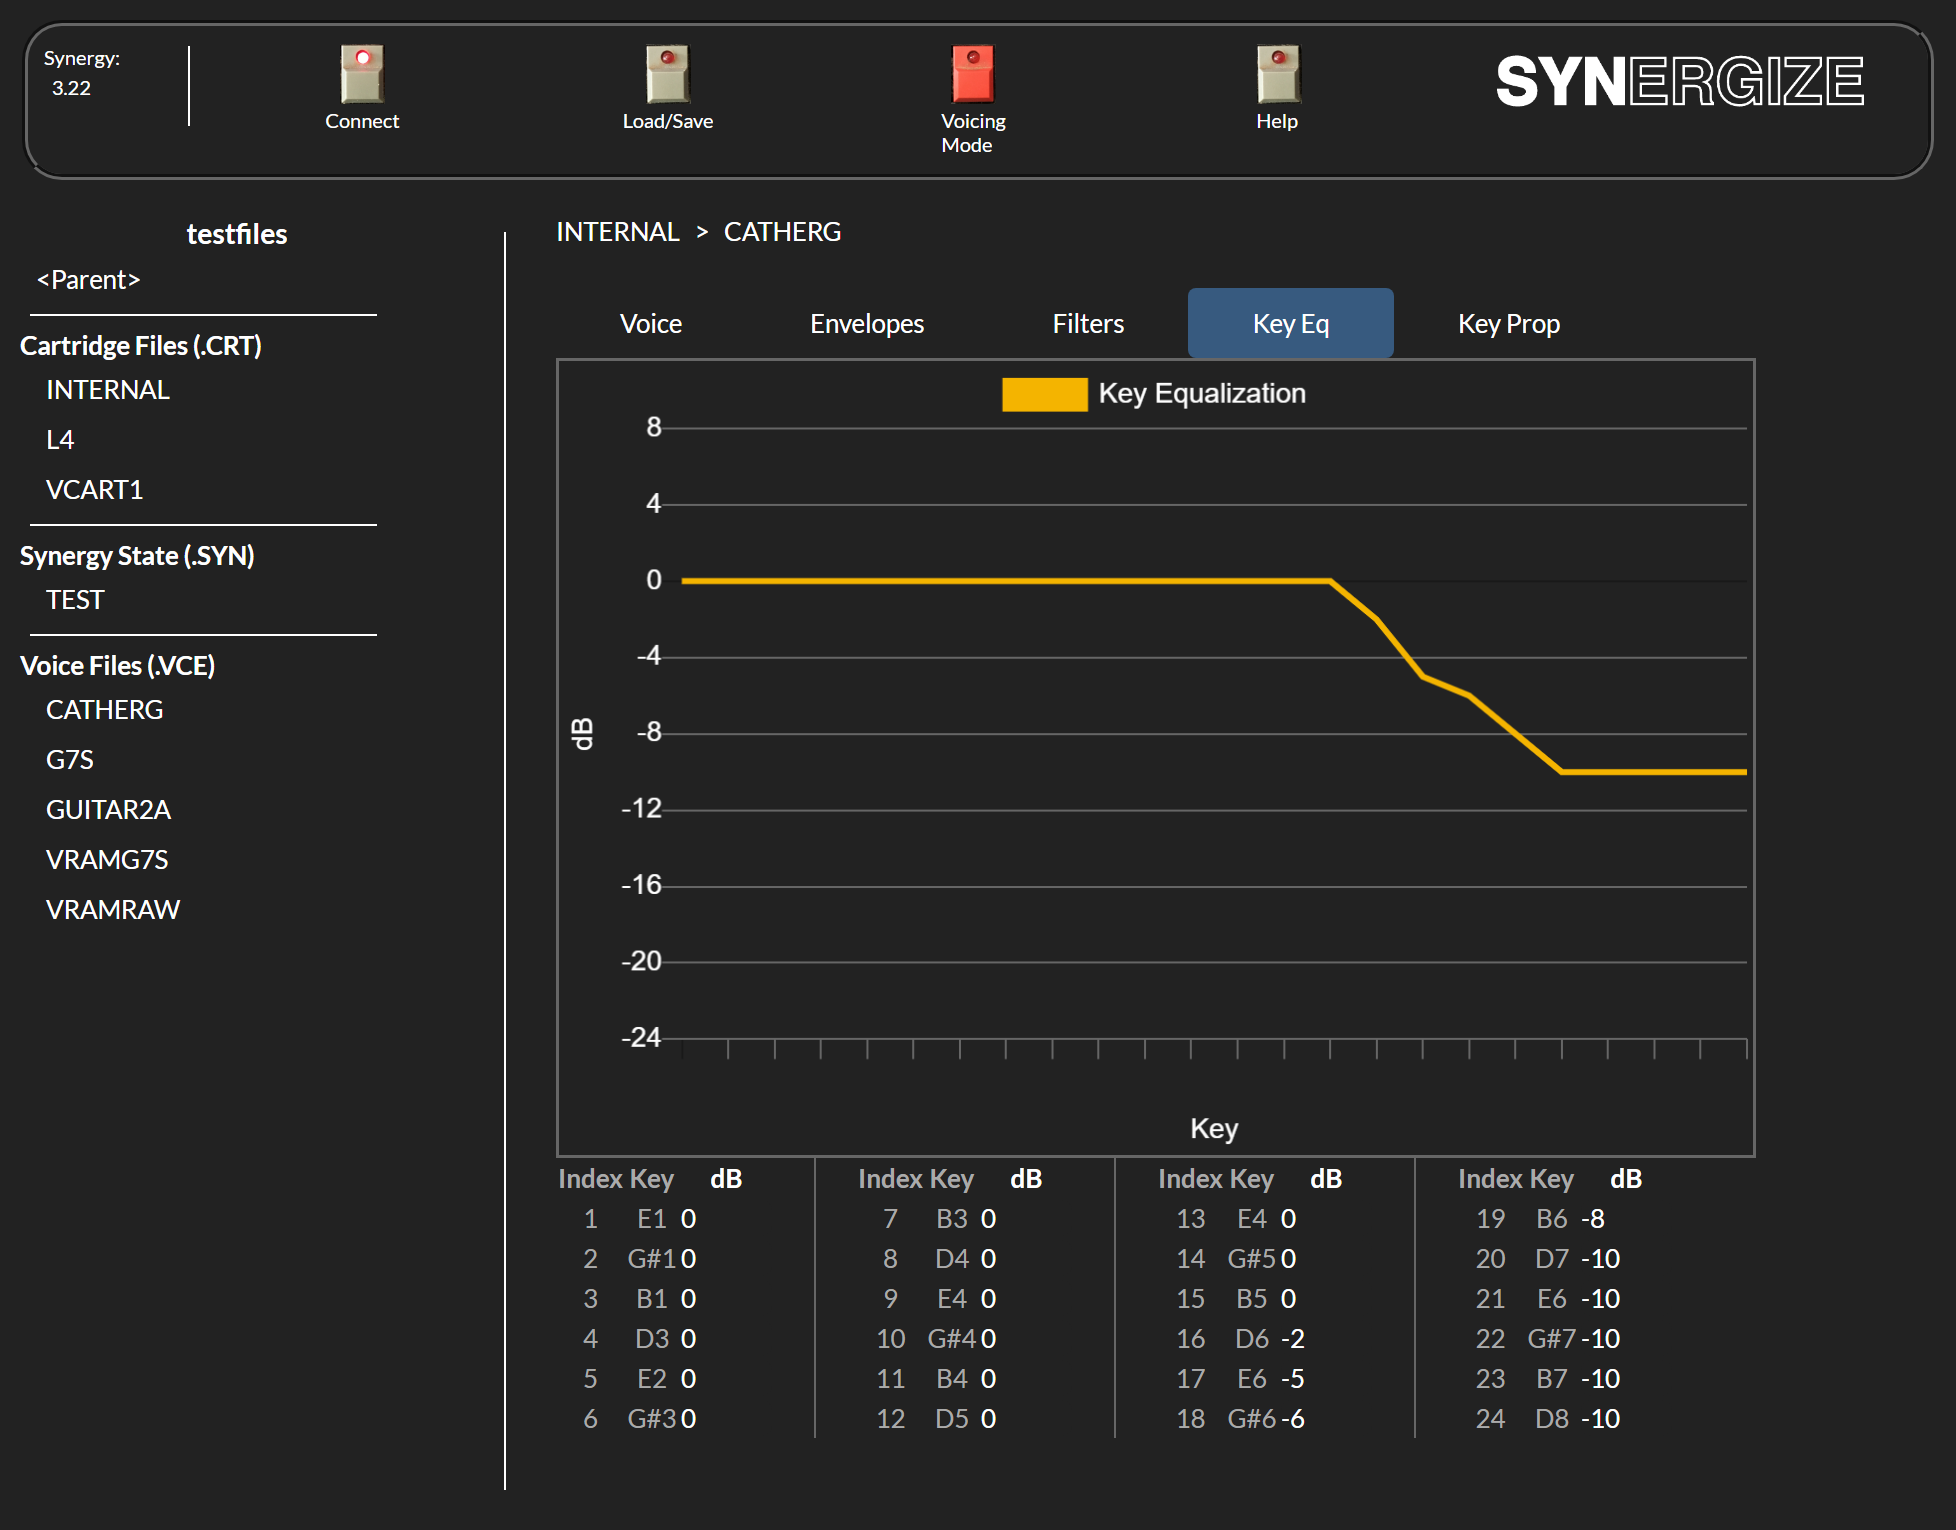 Synergy:
3.22
Connect
Load/Save
Voicing
Mode
Help
SYNERGIZE
testfiles
<Parent>
Cartridge Files (.CRT)
INTERNAL
L4
VCART1
Synergy State (.SYN)
TEST
Voice Files (.VCE)
CATHERG
G7S
GUITAR2A
VRAMG7S
VRAMRAW
INTERNAL > CATHERG
Voice Envelopes Filters Key Eq Key Prop
Key Equalization
8
4
0
-4
-8
-12
-16
-20
-24
dB
Key
Index Key dB
1 E1 0
2 G#1 0
3 B1 0
4 D3 0
5 E2 0
6 G#3 0
Index Key dB
7 B3 0
8 D4 0
9 E4 0
10 G#4 0
11 B4 0
12 D5 0
Index Key dB
13 E4 0
14 G#5 0
15 B5 0
16 D6 -2
17 E6 -5
18 G#6 -6
Index Key dB
19 B6 -8
20 D7 -10
21 E6 -10
22 G#7 -10
23 B7 -10
24 D8 -10